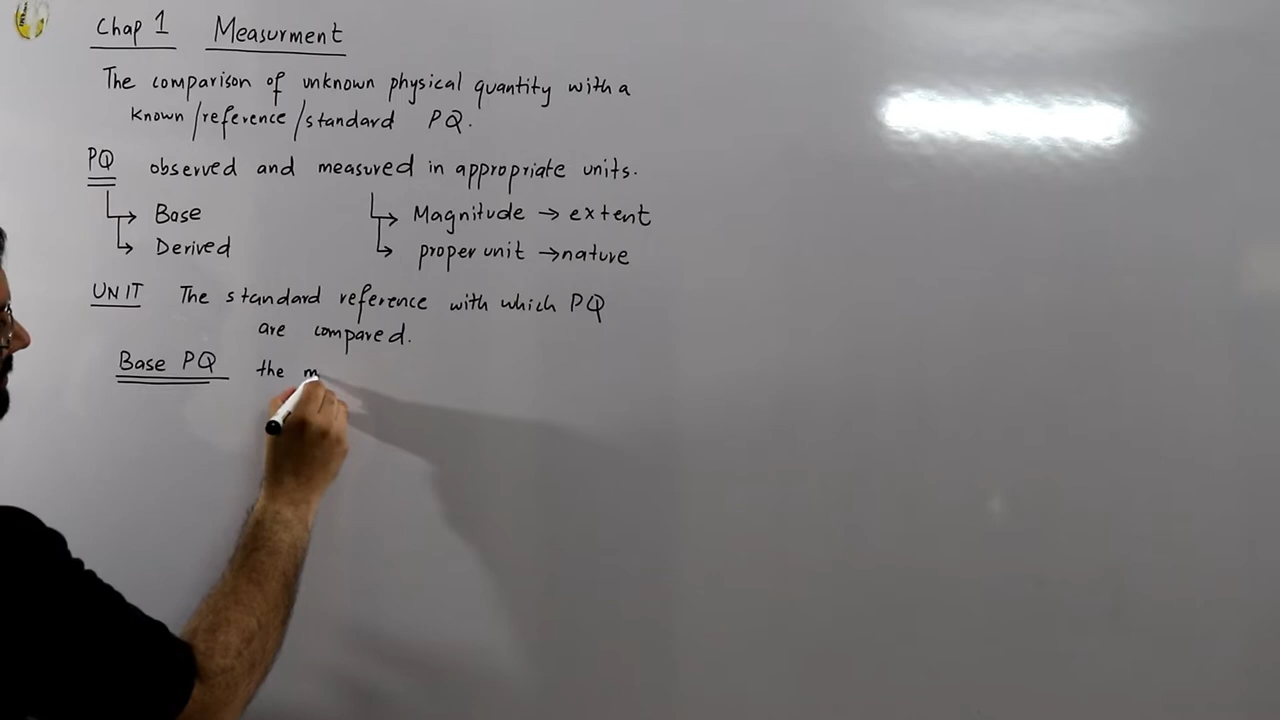 Chap 1 Measurment
The comparison of unknown physical quantity with a
known/reference/standard PQ.
PQ observed and measured in appropriate units.
Base Magnitude → extent
Derived proper unit → nature
UNIT The standard reference with which PQ
are compared.
Base PQ the m